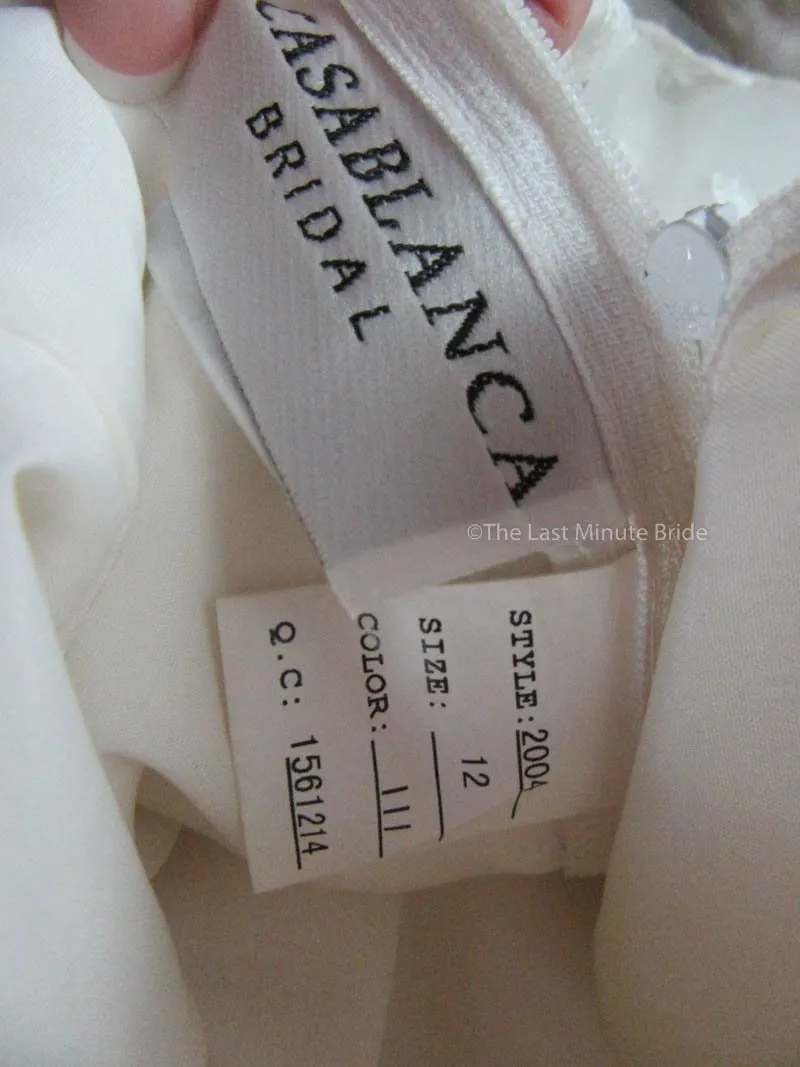 CASABLANCA
BRIDAL
©The Last Minute Bride
STYLE: 2004
SIZE: 12
COLOR: III
Q.C: 1561214